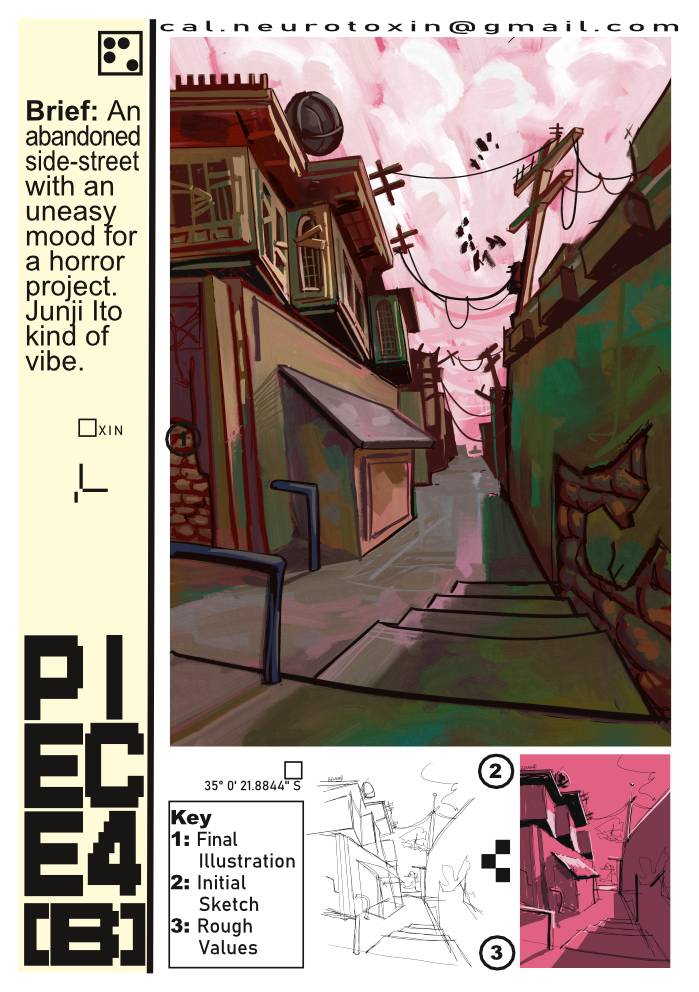 cal.neurotoxin@gmail.com
Brief: An
abandoned
side-street
with an
uneasy
mood for
a horror
project.
Junji Ito
kind of
vibe.
XIN
PI
EC
E4
[B]
1
35° 0' 21.8844" S
Key
1: Final
Illustration
2: Initial
Sketch
3: Rough
Values
2
3